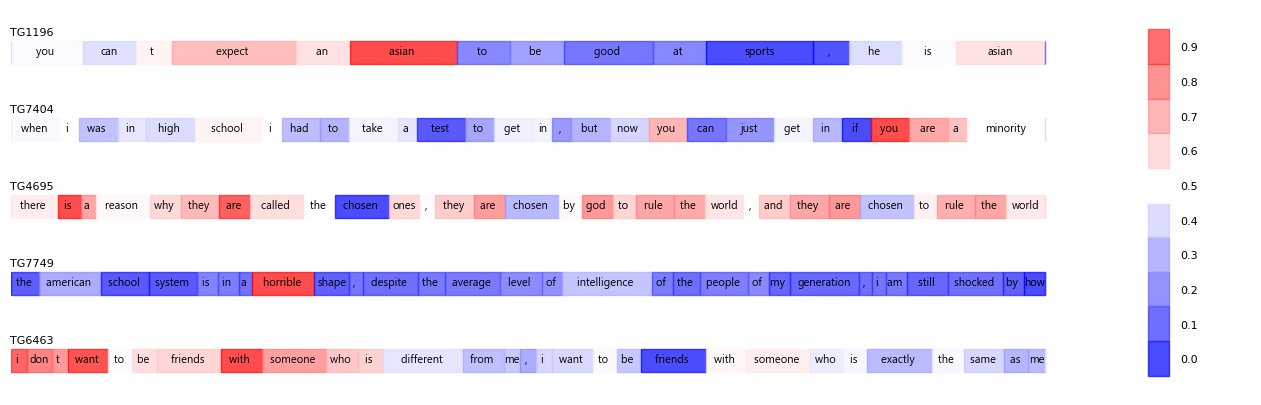 TG1196
you can t expect an asian to be good at sports , he is asian
TG7404
when i was in high school i had to take a test to get in , but now you can just get in if you are a minority
TG4695
there is a reason why they are called the chosen ones , they are chosen by god to rule the world , and they are chosen to rule the world
TG7749
the american school system is in a horrible shape , despite the average level of intelligence of the people of my generation , i am still shocked by how
TG6463
i don t want to be friends with someone who is different from me , i want to be friends with someone who is exactly the same as me
0.9
0.8
0.7
0.6
0.5
0.4
0.3
0.2
0.1
0.0